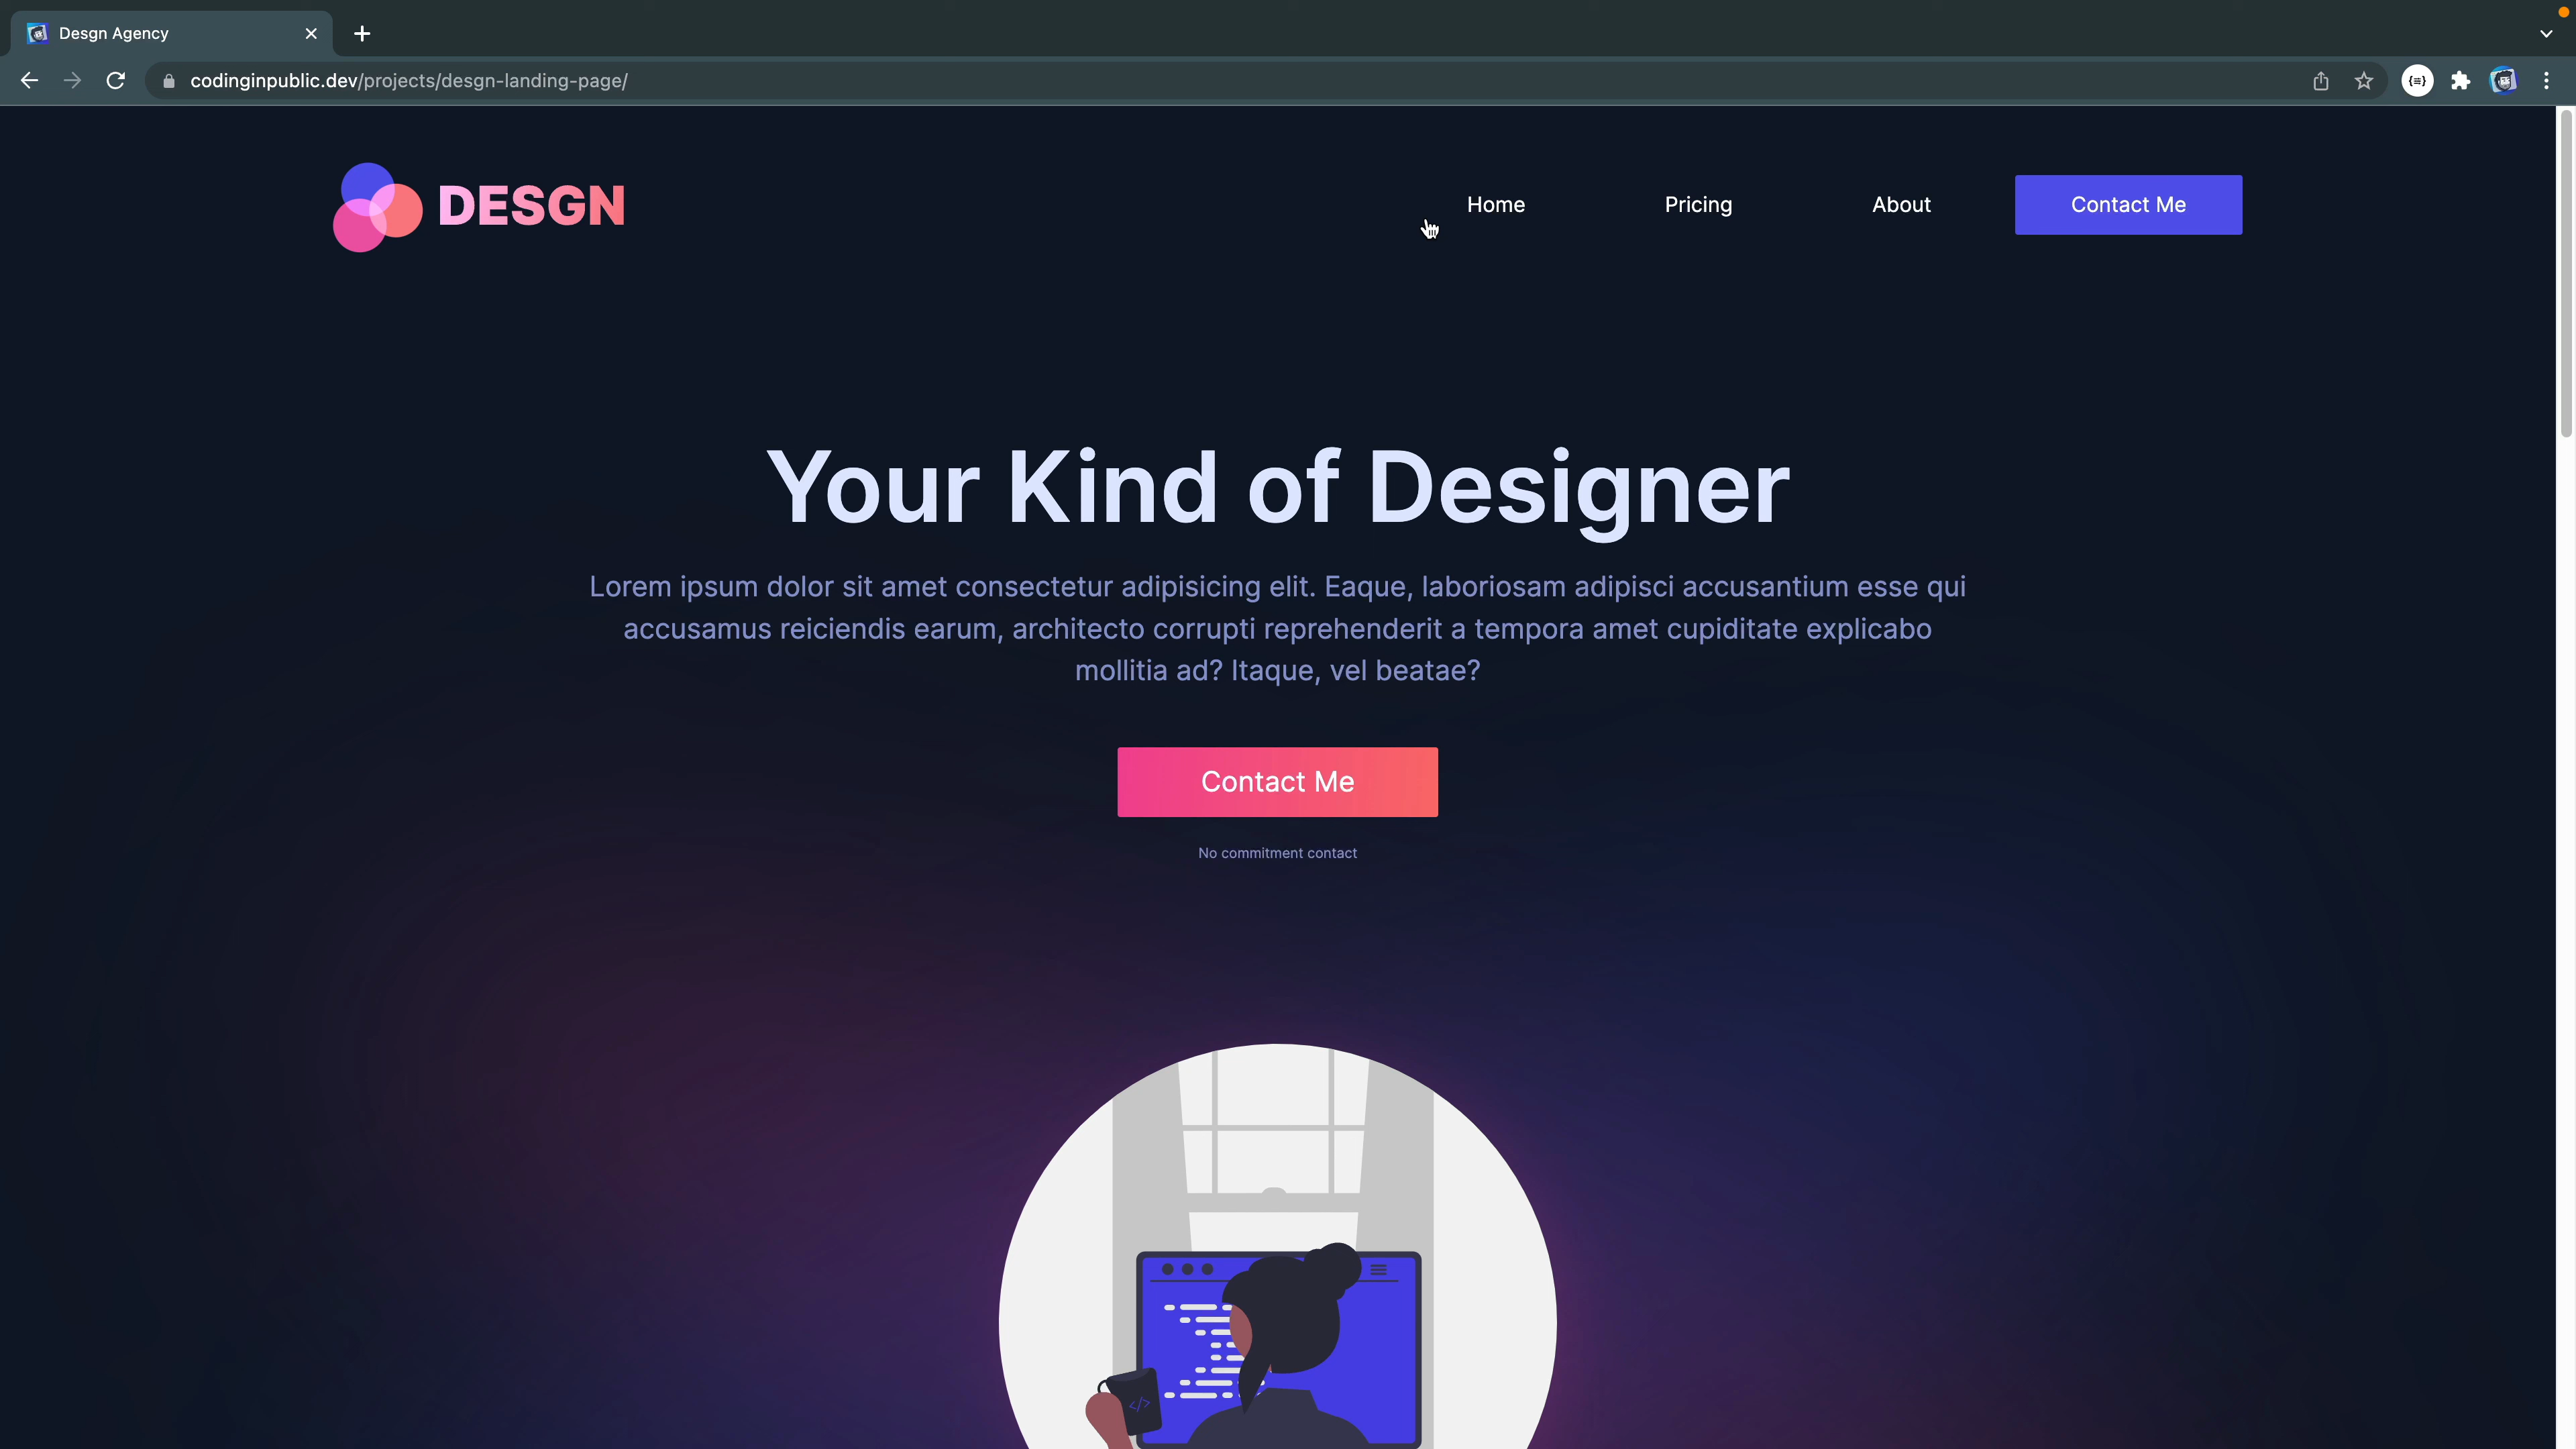 Desgn Agency
codinginpublic.dev/projects/desgn-landing-page/
DESGN
Home
Pricing
About
Contact Me
Your Kind of Designer
Lorem ipsum dolor sit amet consectetur adipisicing elit. Eaque, laboriosam adipisci accusantium esse qui
accusamus reiciendis earum, architecto corrupti reprehenderit a tempora amet cupiditate explicabo
mollitia ad? Itaque, vel beatae?
Contact Me
No commitment contact
</>